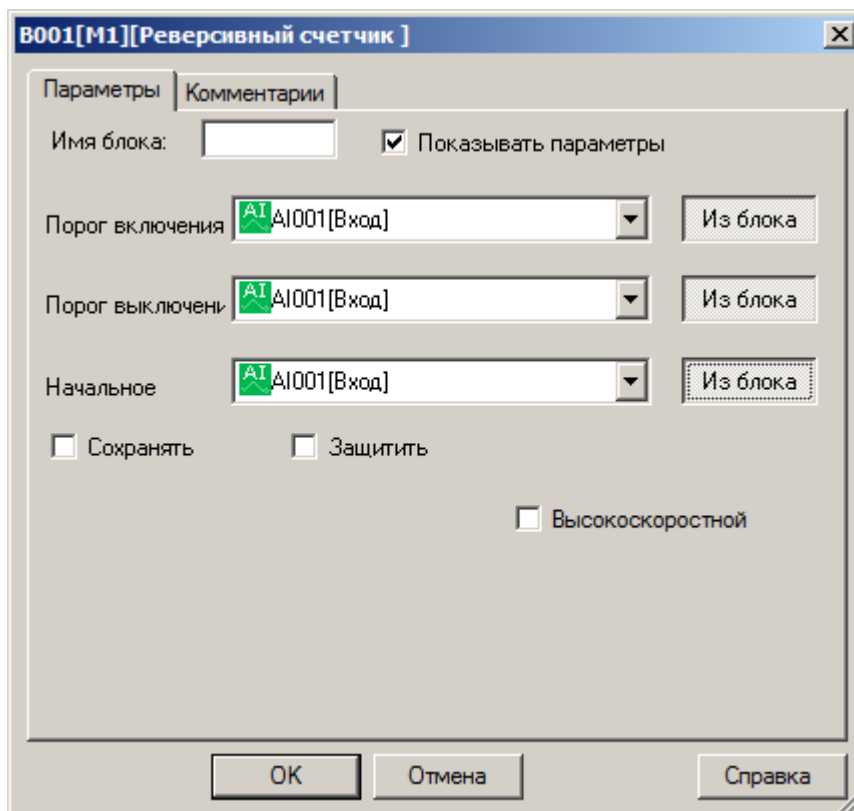 B001[M1][Реверсивный счетчик ]
Параметры Комментарии
Имя блока: Показывать параметры
Порог включения AI AI001[Вход] Из блока
Порог выключени AI AI001[Вход] Из блока
Начальное AI AI001[Вход] Из блока
Сохранять Защитить
Высокоскоростной
OK Отмена Справка